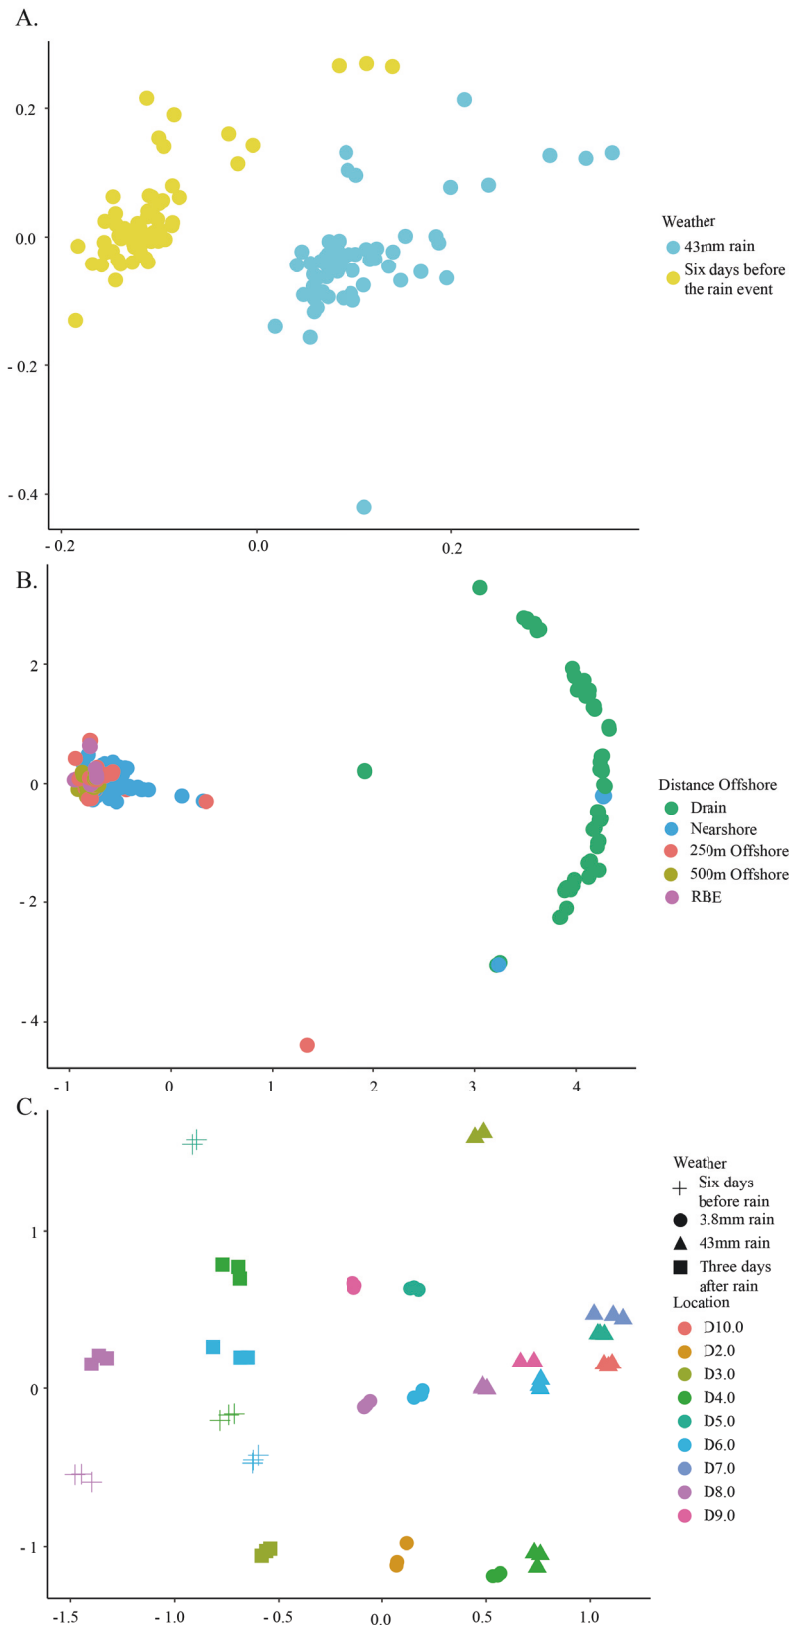 A.
0.2
0.0
- 0.2
- 0.4
- 0.2
0.0
0.2
Weather
43mm rain
Six days before
the rain event
B.
2
0
- 2
- 4
- 1
0
1
2
3
4
Distance Offshore
Drain
Nearshore
250m Offshore
500m Offshore
RBE
C.
1
0
- 1
-1.5
- 1.0
- 0.5
0.0
0.5
1.0
Weather
Six days
before rain
3.8mm rain
43mm rain
Three days
after rain
Location
D10.0
D2.0
D3.0
D4.0
D5.0
D6.0
D7.0
D8.0
D9.0